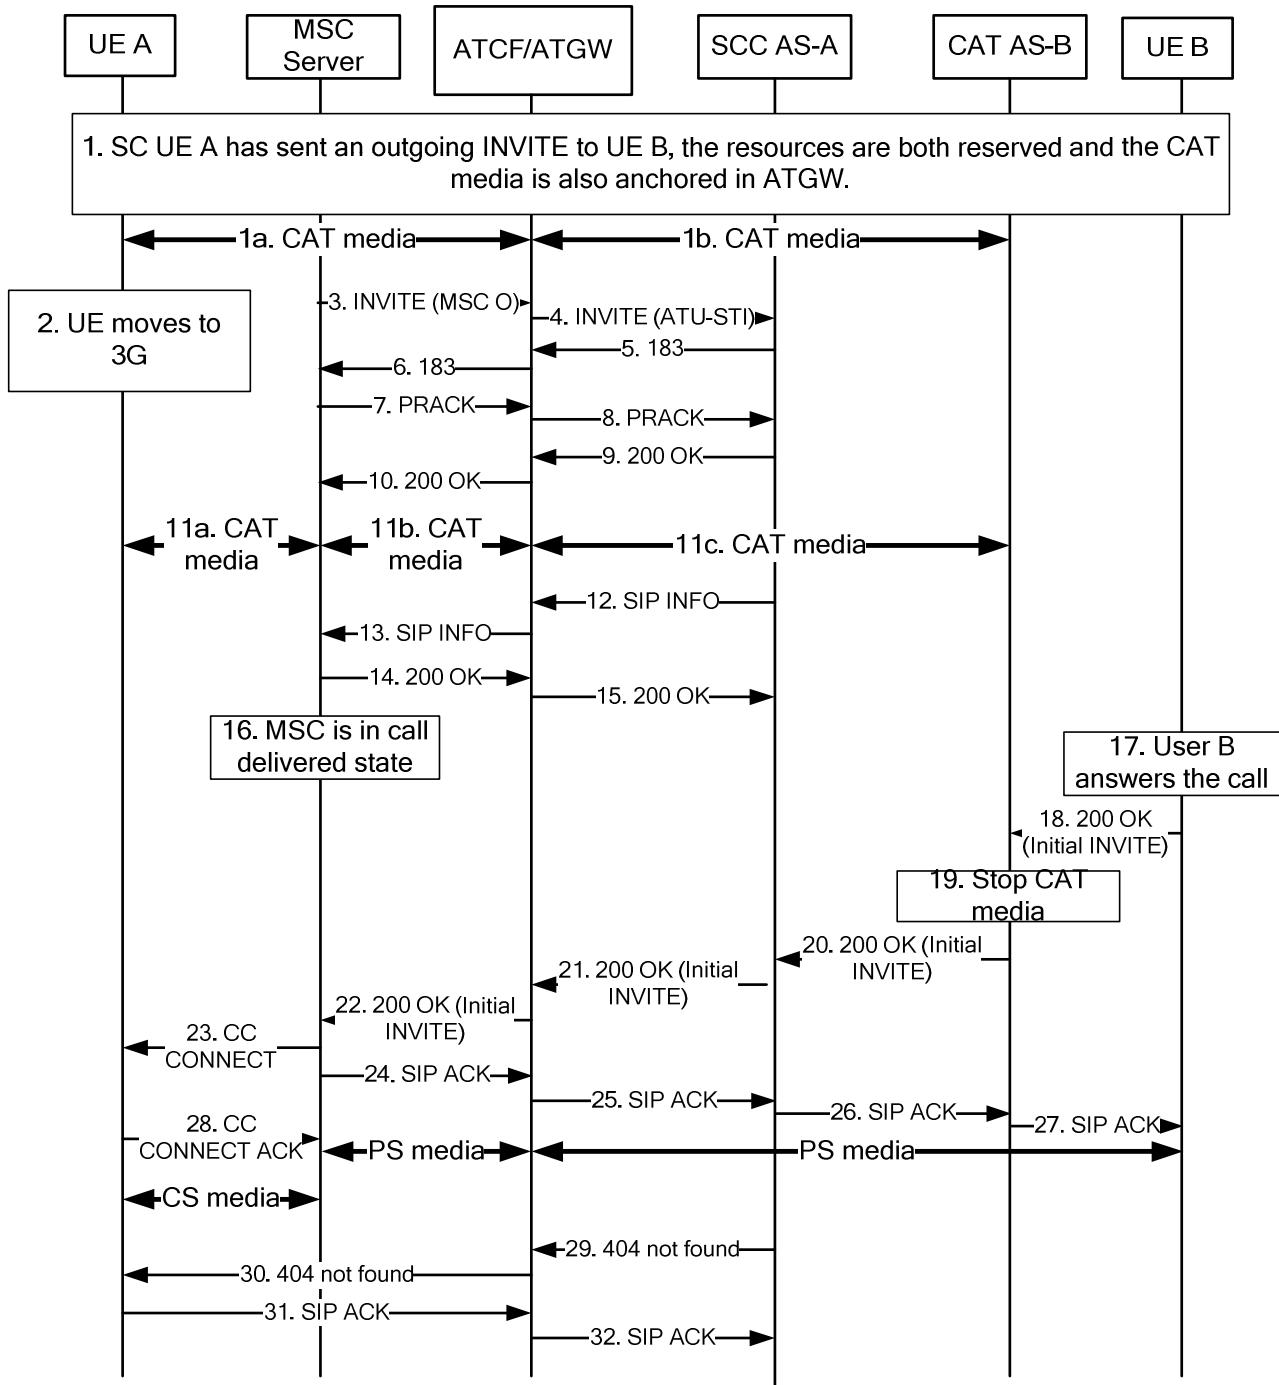 UE A
MSC
Server
ATCF/ATGW
SCC AS-A
CAT AS-B
UE B
1. SC UE A has sent an outgoing INVITE to UE B, the resources are both reserved and the CAT
media is also anchored in ATGW.
1a. CAT media
1b. CAT media
2. UE moves to
3G
3. INVITE (MSC O)
4. INVITE (ATU-STI)
5. 183
6. 183
7. PRACK
8. PRACK
9. 200 OK
10. 200 OK
11a. CAT
media
11b. CAT
media
11c. CAT media
12. SIP INFO
13. SIP INFO
14. 200 OK
15. 200 OK
16. MSC is in call
delivered state
17. User B
answers the call
18. 200 OK
(Initial INVITE)
19. Stop CAT
media
20. 200 OK (Initial
INVITE)
21. 200 OK (Initial
INVITE)
22. 200 OK (Initial
INVITE)
23. CC
CONNECT
24. SIP ACK
25. SIP ACK
26. SIP ACK
27. SIP ACK
28. CC
CONNECT ACK
PS media
PS media
CS media
29. 404 not found
30. 404 not found
31. SIP ACK
32. SIP ACK